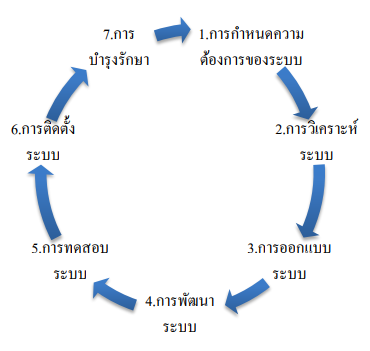 1.การกำหนดความ
ต้องการของระบบ
2.การวิเคราะห์
ระบบ
3.การออกแบบ
ระบบ
4.การพัฒนา
ระบบ
5.การทดสอบ
ระบบ
6.การติดตั้ง
ระบบ
7.การ
บำรุงรักษา